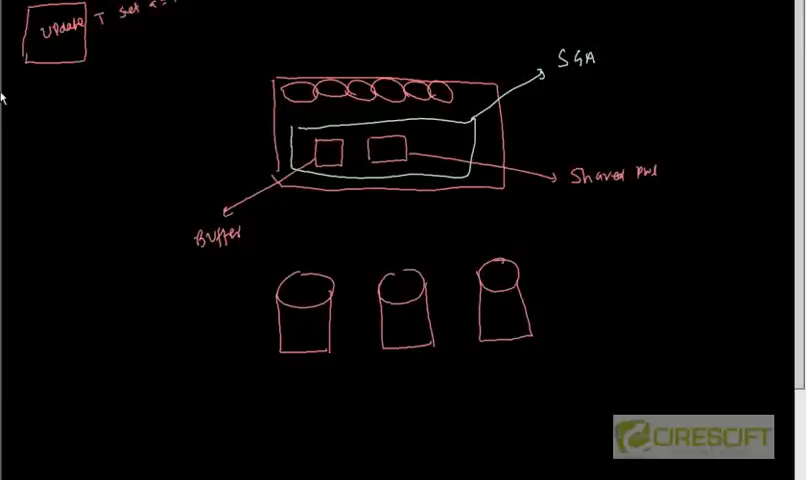 Update T set a=
SGA
Shared pool
Buffer
CIRESOFT